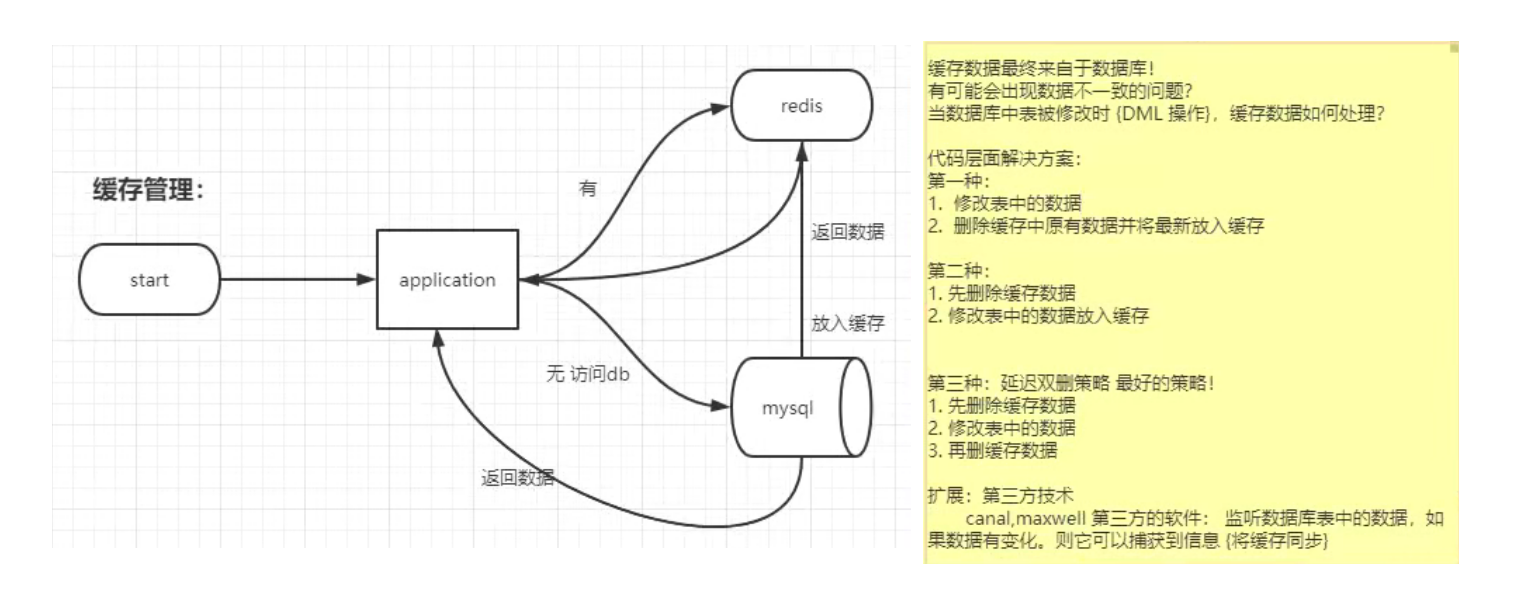 缓存管理：
start
application
redis
mysql
有
返回数据
放入缓存
无 访问db
返回数据
缓存数据最终来自于数据库！
有可能会出现数据不一致的问题？
当数据库中表被修改时 {DML 操作}，缓存数据如何处理？
代码层面解决方案：
第一种：
1. 修改表中的数据
2. 删除缓存中原有数据并将最新放入缓存
第二种：
1. 先删除缓存数据
2. 修改表中的数据放入缓存
第三种：延迟双删策略 最好的策略！
1. 先删除缓存数据
2. 修改表中的数据
3. 再删缓存数据
扩展：第三方技术
canal,maxwell 第三方的软件： 监听数据库表中的数据，如
果数据有变化。则它可以捕获到信息 {将缓存同步}